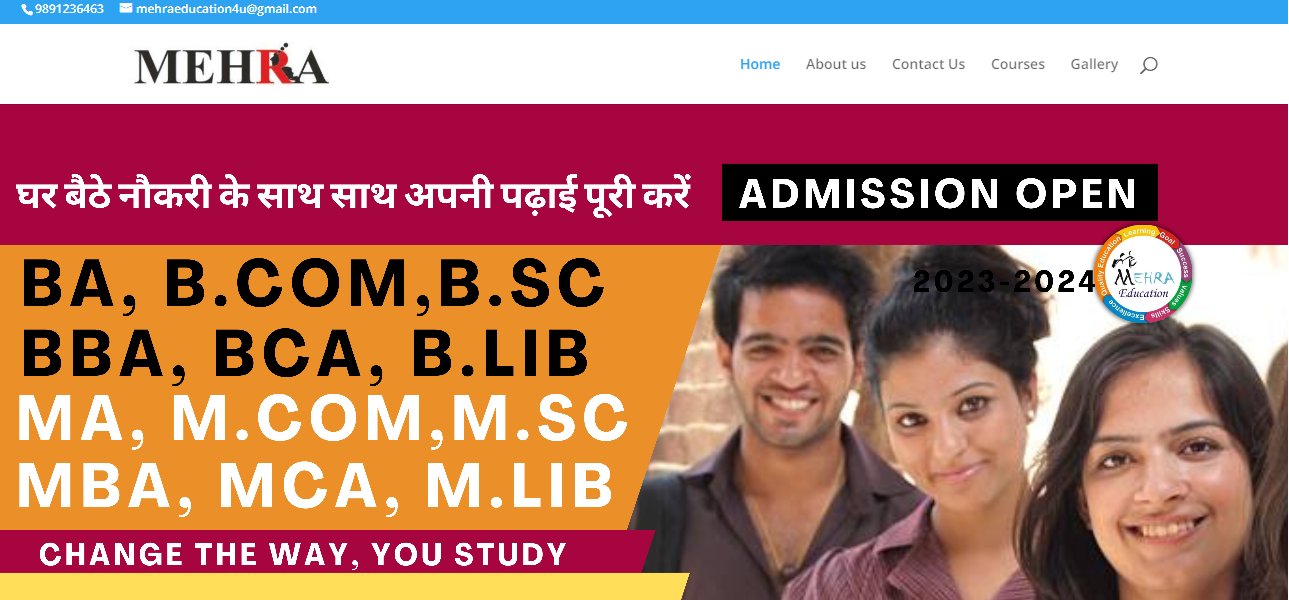 9891236463 mehraeducation4u@gmail.com
MEHRA
Home About us Contact Us Courses Gallery
घर बैठे नौकरी के साथ साथ अपनी पढ़ाई पूरी करें
ADMISSION OPEN
2023-2024
Quality Education Learning Goal Success Values Skills Excellence
MEHRA
Education
BA, B.COM,B.SC
BBA, BCA, B.LIB
MA, M.COM,M.SC
MBA, MCA, M.LIB
CHANGE THE WAY, YOU STUDY